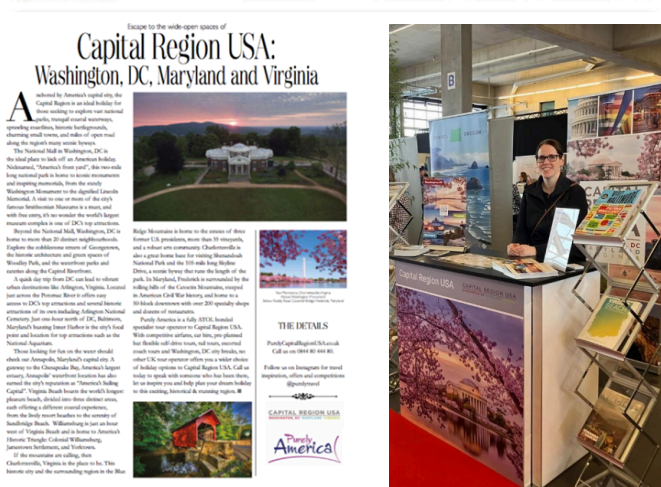 Escape to the wide-open spaces of
Capital Region USA:
Washington, DC, Maryland and Virginia
Anchored by America's capital city, the
Capital Region is an ideal holiday for
those seeking to explore vast national
parks, tranquil coastal waterways,
sprawling coastlines, historic battlegrounds,
charming small towns, and miles of open road
along the region's many scenic byways.
The National Mall in Washington, DC is
the ideal place to kick off an American holiday.
Nicknamed, "America's front yard", this two-mile
long national park is home to iconic monuments
and inspiring memorials, from the stately
Washington Monument to the dignified Lincoln
Memorial. A visit to one or more of the city's
famous Smithsonian Museums is a must, and
with free entry, it's no wonder the world's largest
museum complex is one of DC's top attractions.
Beyond the National Mall, Washington, DC is
home to more than 20 distinct neighbourhoods.
Explore the cobblestone streets of Georgetown,
the historic architecture and green spaces of
Woodley Park, and the waterfront parks and
eateries along the Capitol Riverfront.
A quick day trip from DC can lead to vibrant
urban destinations like Arlington, Virginia. Located
just across the Potomac River it offers easy
access to DC's top attractions and several historic
attractions of its own including Arlington National
Cemetery. Just one hour north of DC, Baltimore,
Maryland's bustling Inner Harbor is the city's focal
point and location for top attractions such as the
National Aquarium.
Those looking for fun on the water should
check out Annapolis, Maryland's capital city. A
gateway to the Chesapeake Bay, America's largest
estuary, Annapolis' waterfront location has also
earned the city's reputation as "America's Sailing
Capital". Virginia Beach boasts the world's longest
pleasure beach, divided into three distinct areas,
each offering a different coastal experience,
from the lively resort beaches to the serenity of
Sandbridge Beach. Williamsburg is just an hour
west of Virginia Beach and is home to America's
Historic Triangle: Colonial Williamsburg,
Jamestown Settlement, and Yorktown.
If the mountains are calling, then
Charlottesville, Virginia is the place to be. This
historic city and the surrounding region in the Blue
Ridge Mountains is home to the estates of three
former U.S. presidents, more than 35 vineyards,
and a robust arts community. Charlottesville is
also a great home base for visiting Shenandoah
National Park and the 105 mile long Skyline
Drive, a scenic byway that runs the length of the
park. In Maryland, Frederick is surrounded by the
rolling hills of the Catoctin Mountains, steeped
in American Civil War history, and home to a
50-block downtown with over 200 specialty shops
and dozens of restaurants.
Purely America is a fully ATOL bonded
specialist tour operator to Capital Region USA.
With competitive airfares, car hire, pre-planned
but flexible self-drive tours, rail tours, escorted
coach tours and Washington, DC city breaks, no
other UK tour operator offers you a wider choice
of holiday options to Capital Region USA. Call us
today to speak with someone who has been there,
let us inspire you and help plan your dream holiday
to this exciting, historical & stunning region.
THE DETAILS
PurelyCapitalRegionUSA.co.uk
Call us on 0844 80 444 80.
Follow us on Instagram for travel
inspiration, offers and competitions
@purelytravel
CAPITAL REGION USA
WASHINGTON DC MARYLAND VIRGINIA
Purely
America
B
OREGON
Capital Region USA
CAPITAL REGION USA